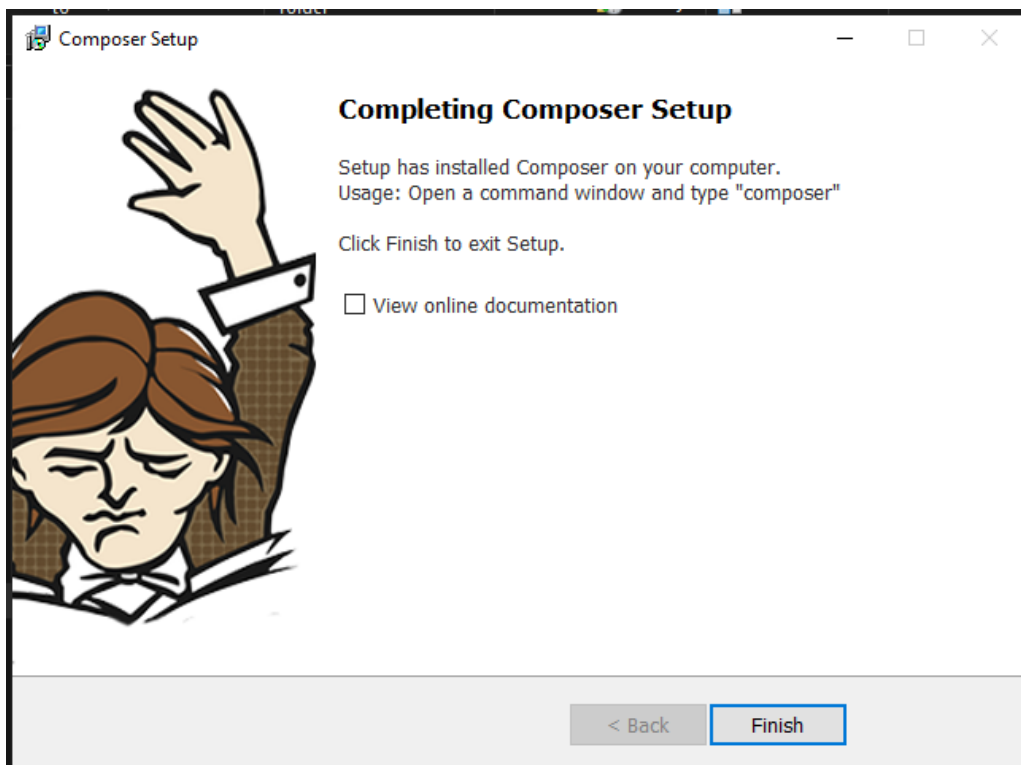 Composer Setup
Completing Composer Setup
Setup has installed Composer on your computer.
Usage: Open a command window and type "composer"
Click Finish to exit Setup.
View online documentation
< Back
Finish